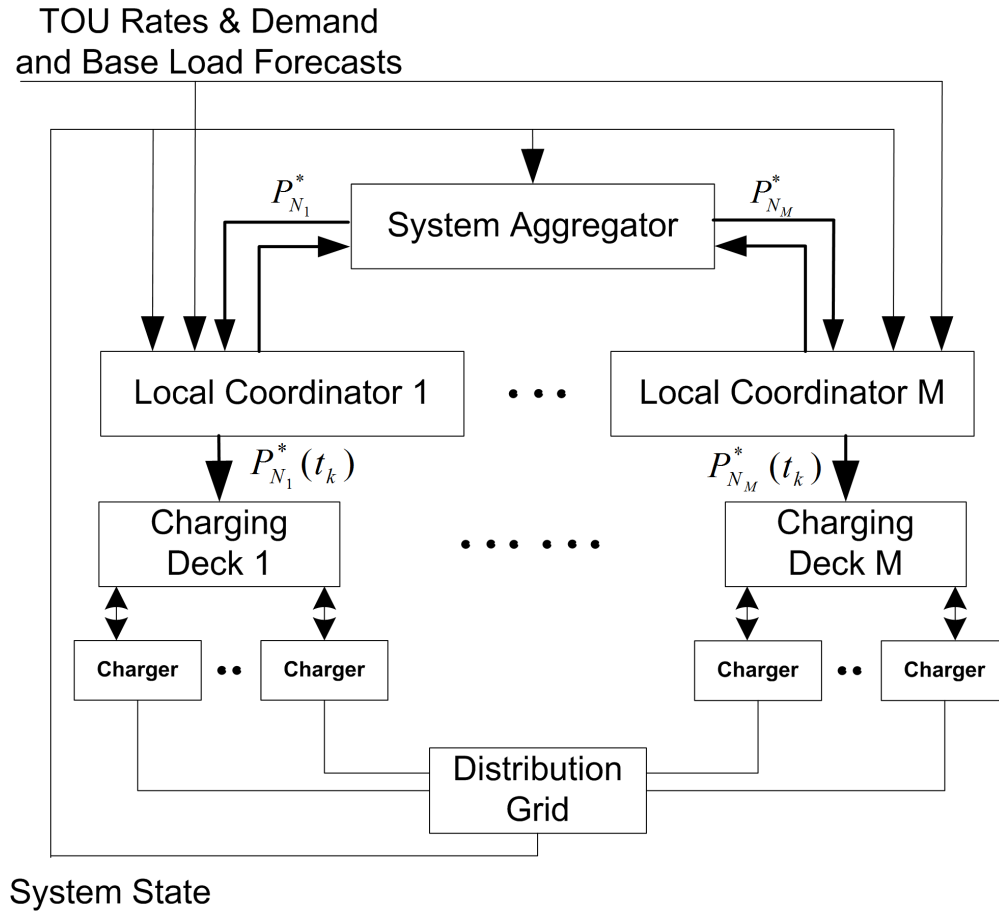 TOU Rates & Demand
and Base Load Forecasts
P*N1
P*NM
System Aggregator
Local Coordinator 1
Local Coordinator M
P*N1 (tk)
P*NM (tk)
Charging
Deck 1
Charging
Deck M
Charger
Charger
Charger
Charger
Distribution
Grid
System State